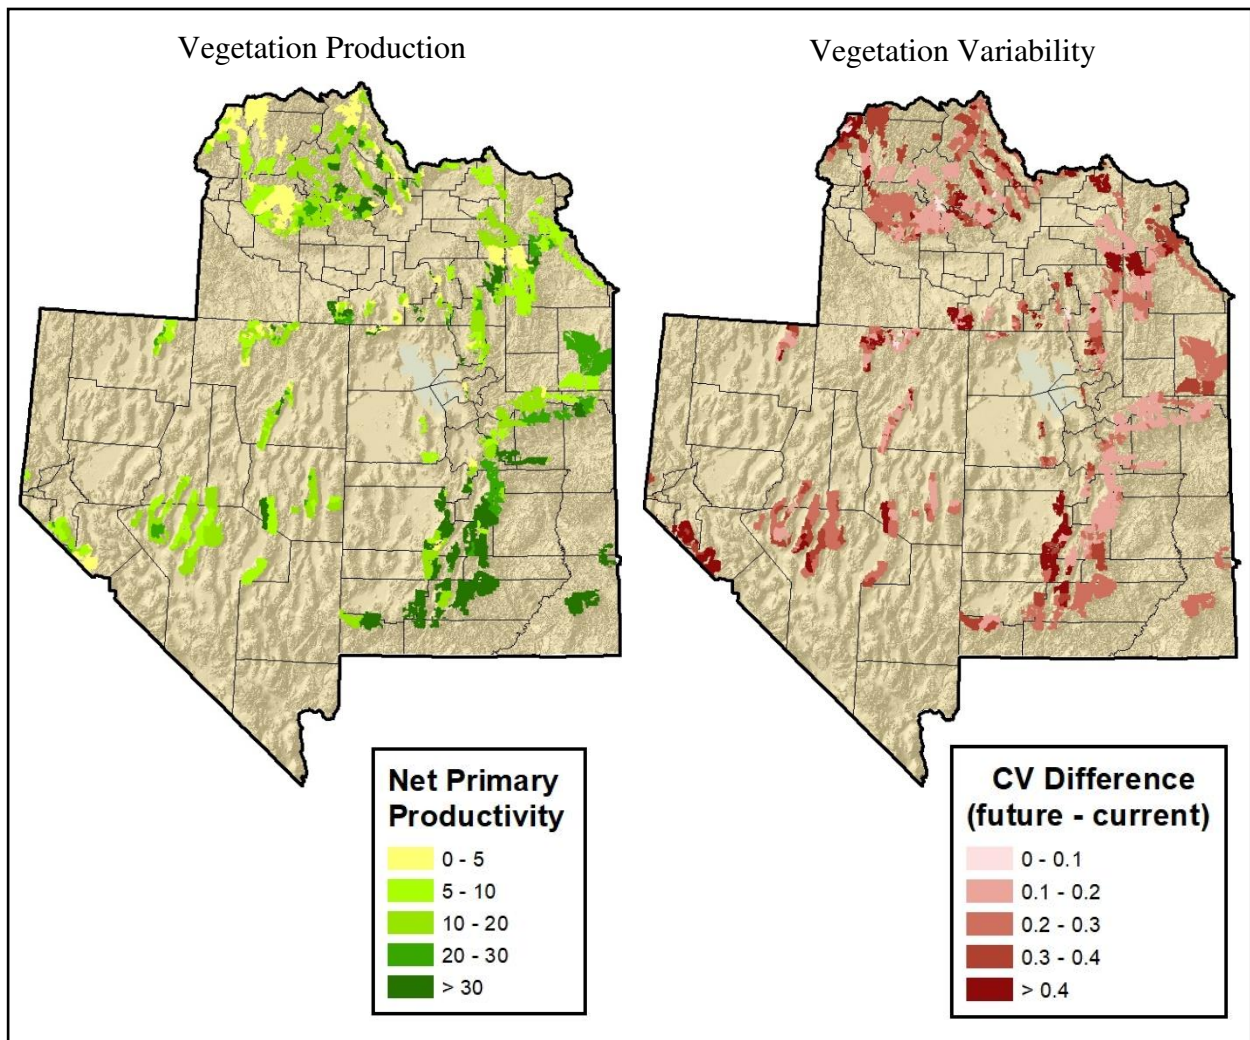 Vegetation Production
Vegetation Variability
Net Primary
Productivity
0 - 5
5 - 10
10 - 20
20 - 30
> 30
CV Difference
(future - current)
0 - 0.1
0.1 - 0.2
0.2 - 0.3
0.3 - 0.4
> 0.4